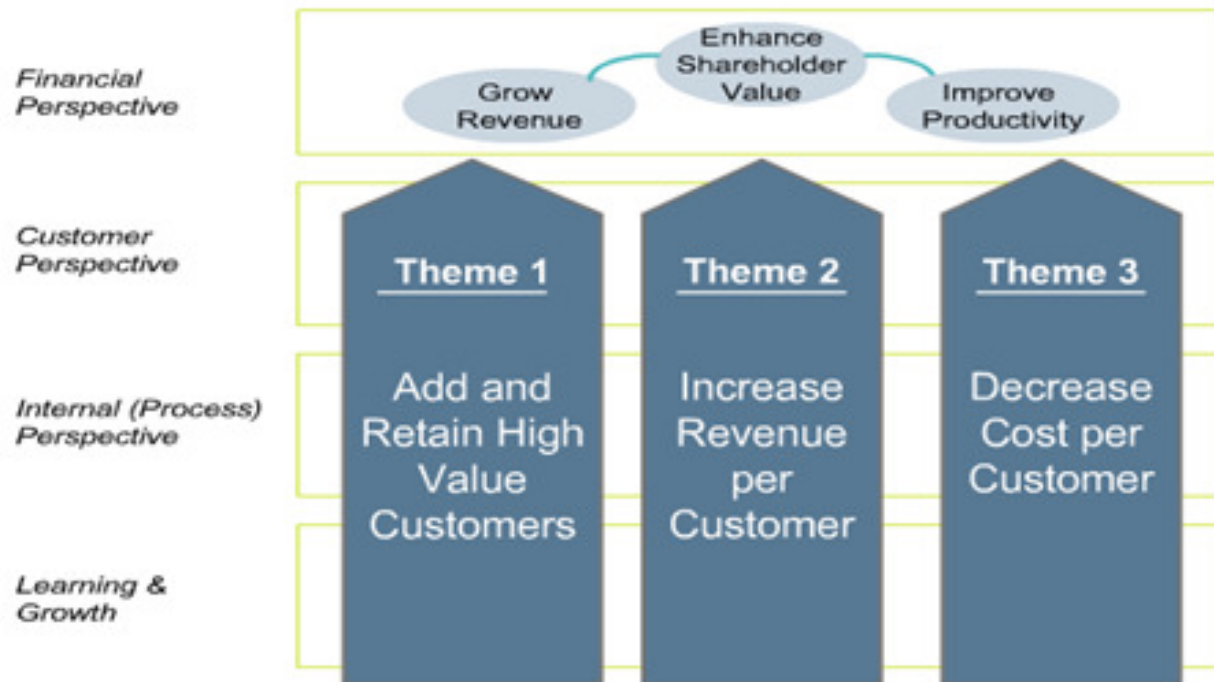 Financial
Perspective
Grow
Revenue
Enhance
Shareholder
Value
Improve
Productivity
Customer
Perspective
Theme 1
Theme 2
Theme 3
Internal (Process)
Perspective
Add and
Retain High
Value
Customers
Increase
Revenue
per
Customer
Decrease
Cost per
Customer
Learning &
Growth